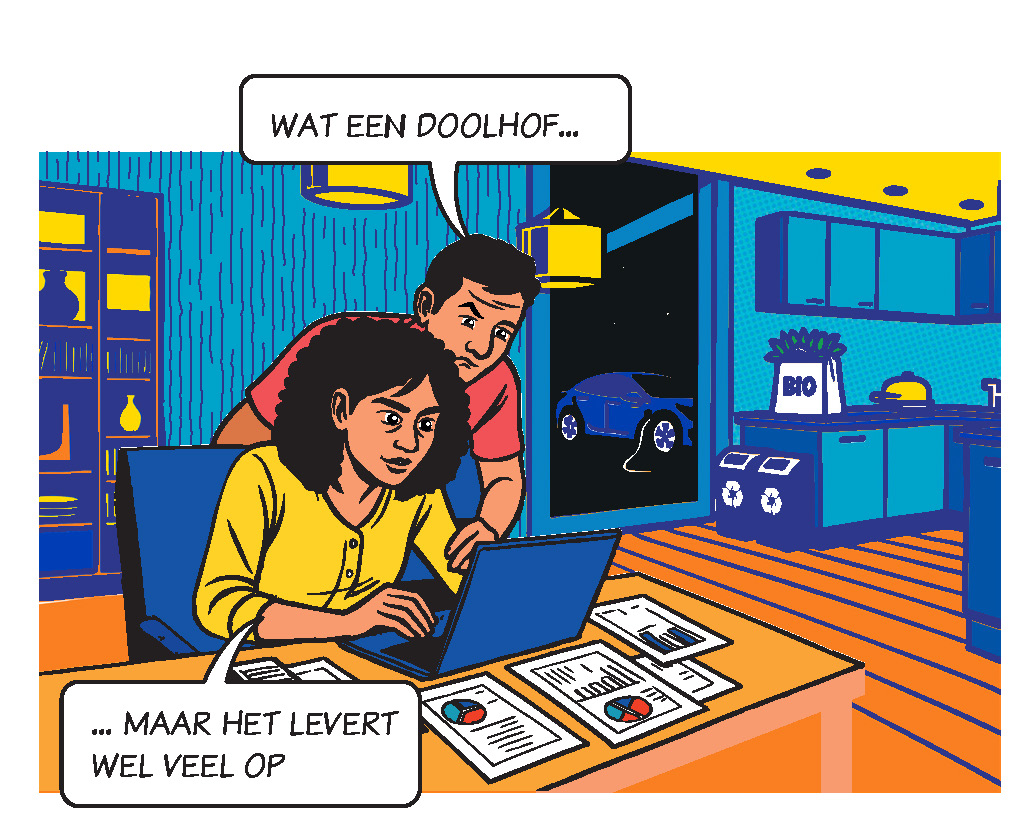 WAT EEN DOOLHOF...
BIO
... MAAR HET LEVERT
WEL VEEL OP